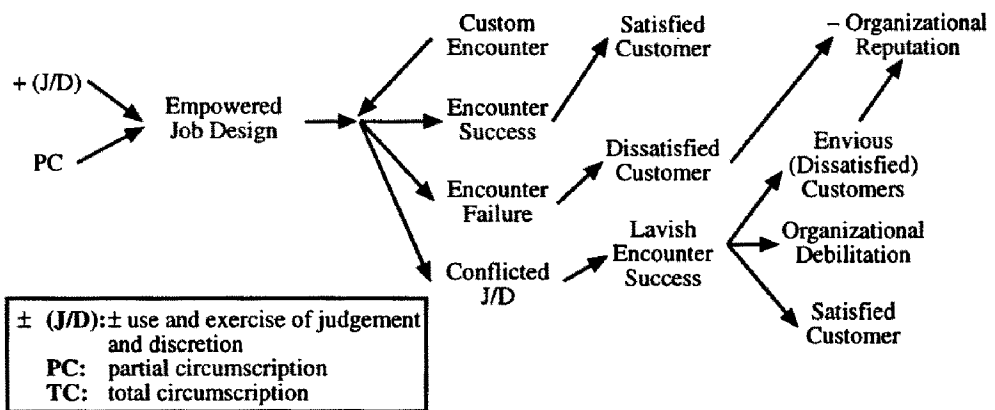 + (J/D)
PC
Empowered
Job Design
Custom
Encounter
Encounter
Success
Encounter
Failure
Conflicted
J/D
Satisfied
Customer
Dissatisfied
Customer
Lavish
Encounter
Success
– Organizational
Reputation
Envious
(Dissatisfied)
Customers
Organizational
Debilitation
Satisfied
Customer
± (J/D): ± use and exercise of judgement
and discretion
PC: partial circumscription
TC: total circumscription